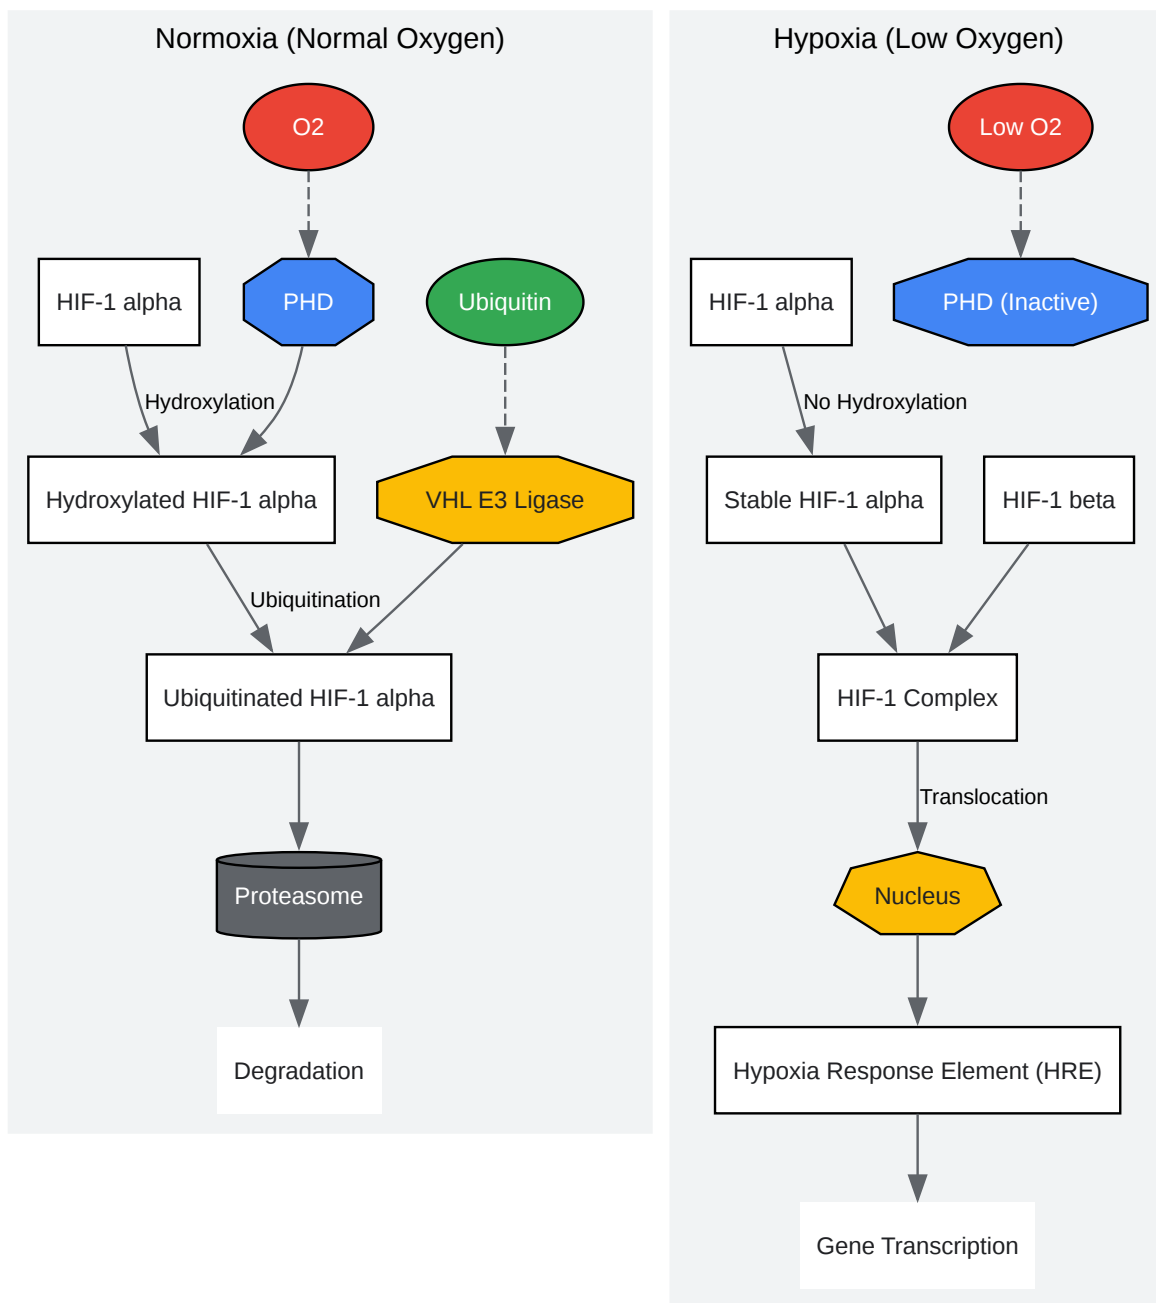 Normoxia (Normal Oxygen)
O2
HIF-1 alpha
PHD
Ubiquitin
Hydroxylation
Hydroxylated HIF-1 alpha
VHL E3 Ligase
Ubiquitination
Ubiquitinated HIF-1 alpha
Proteasome
Degradation
Hypoxia (Low Oxygen)
Low O2
HIF-1 alpha
PHD (Inactive)
No Hydroxylation
Stable HIF-1 alpha
HIF-1 beta
HIF-1 Complex
Translocation
Nucleus
Hypoxia Response Element (HRE)
Gene Transcription